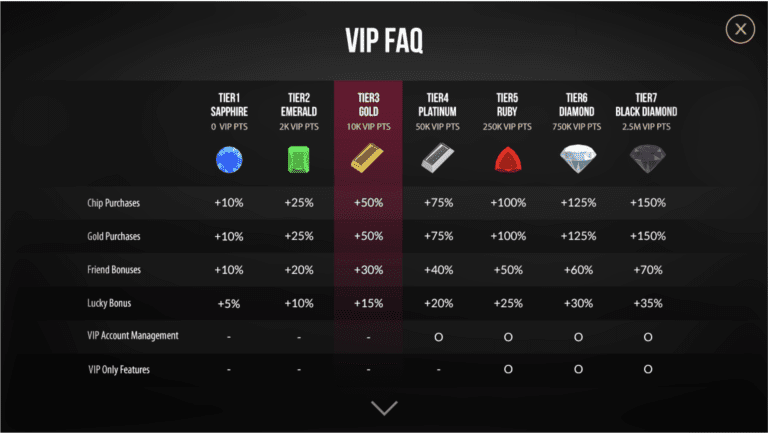 VIP FAQ
X
TIER1 TIER2 TIER3 TIER4 TIER5 TIER6 TIER7
SAPPHIRE EMERALD GOLD PLATINUM RUBY DIAMOND BLACK DIAMOND
0 VIP PTS 2K VIP PTS 10K VIP PTS 50K VIP PTS 250K VIP PTS 750K VIP PTS 2.5M VIP PTS
Chip Purchases +10% +25% +50% +75% +100% +125% +150%
Gold Purchases +10% +25% +50% +75% +100% +125% +150%
Friend Bonuses +10% +20% +30% +40% +50% +60% +70%
Lucky Bonus +5% +10% +15% +20% +25% +30% +35%
VIP Account Management - - - O O O O
VIP Only Features - - - - O O O